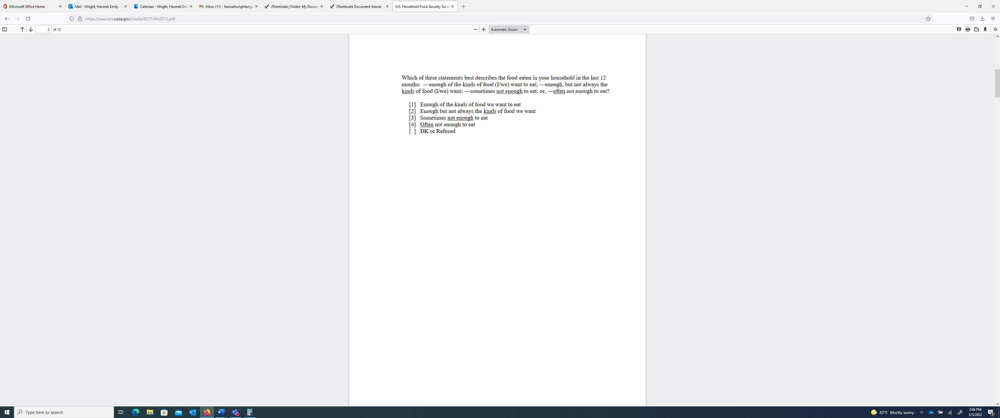 Microsoft Office Home
Mail - Wright, Hannah Emily - O
Calendar - Wright, Hannah Emil
Inbox (11) - hannahwrightangu
iThenticate | Folder: My Docum
iThenticate Document Viewer
U.S. Household Food Security Surve
https://www.ers.usda.gov/media/8271/hh2012.pdf
2 of 12
Automatic Zoom
Which of these statements best describes the food eaten in your household in the last 12
months: —enough of the kinds of food (I/we) want to eat; —enough, but not always the
kinds of food (I/we) want; —sometimes not enough to eat; or, —often not enough to eat?
[1] Enough of the kinds of food we want to eat
[2] Enough but not always the kinds of food we want
[3] Sometimes not enough to eat
[4] Often not enough to eat
[ ] DK or Refused
Type here to search
83°F Mostly sunny
2:46 PM
5/3/2022
2